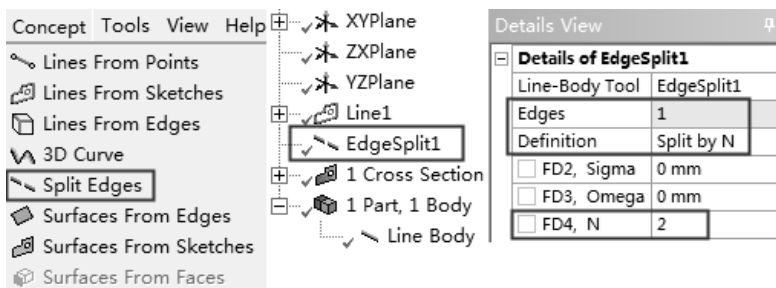 Concept Tools View Help
Lines From Points
Lines From Sketches
Lines From Edges
3D Curve
Split Edges
Surfaces From Edges
Surfaces From Sketches
Surfaces From Faces
XYPlane
ZXPlane
YZPlane
Line1
EdgeSplit1
1 Cross Section
1 Part, 1 Body
Line Body
Details View
Details of EdgeSplit1
Line-Body Tool EdgeSplit1
Edges 1
Definition Split by N
FD2, Sigma 0 mm
FD3, Omega 0 mm
FD4, N 2